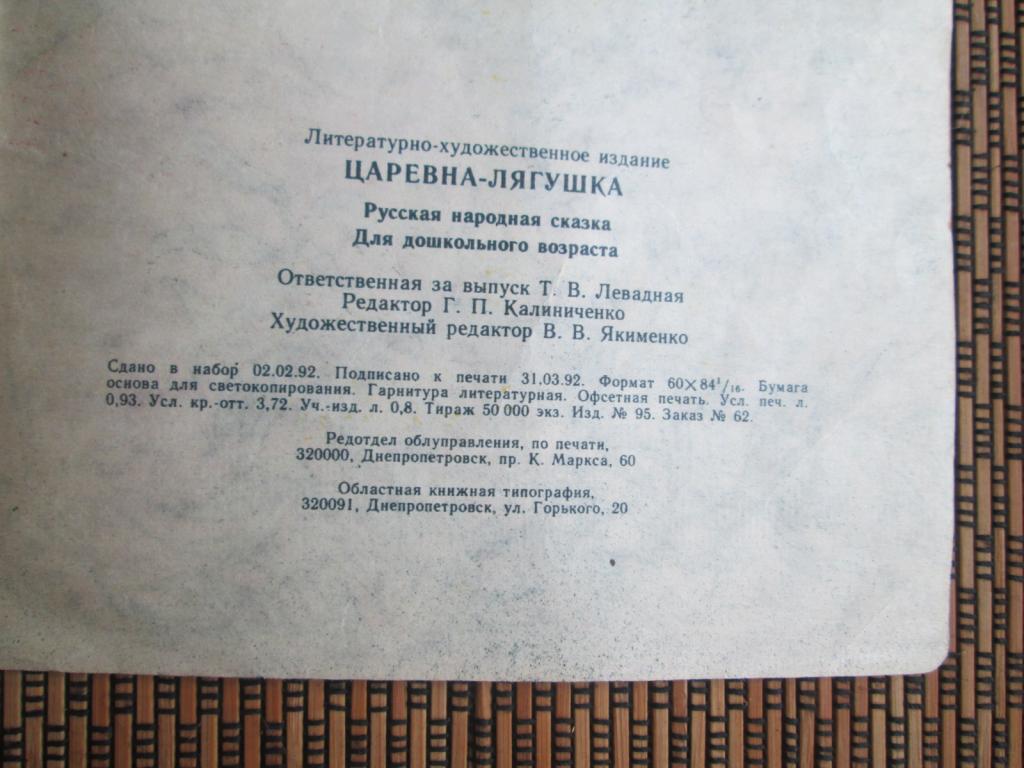 Литературно-художественное издание
ЦАРЕВНА-ЛЯГУШКА
Русская народная сказка
Для дошкольного возраста
Ответственная за выпуск Т. В. Левадная
Редактор Г. П. Калиниченко
Художественный редактор В. В. Якименко
Сдано в набор 02.02.92. Подписано к печати 31.03.92. Формат 60×84¹/₁₆. Бумага
основа для светокопирования. Гарнитура литературная. Офсетная печать. Усл. печ. л.
0,93. Усл. кр.-отт. 3,72. Уч.-изд. л. 0,8. Тираж 50 000 экз. Изд. № 95. Заказ № 62.
Редотдел облуправления, по печати,
320000, Днепропетровск, пр. К. Маркса, 60
Областная книжная типография,
320091, Днепропетровск, ул. Горького, 20